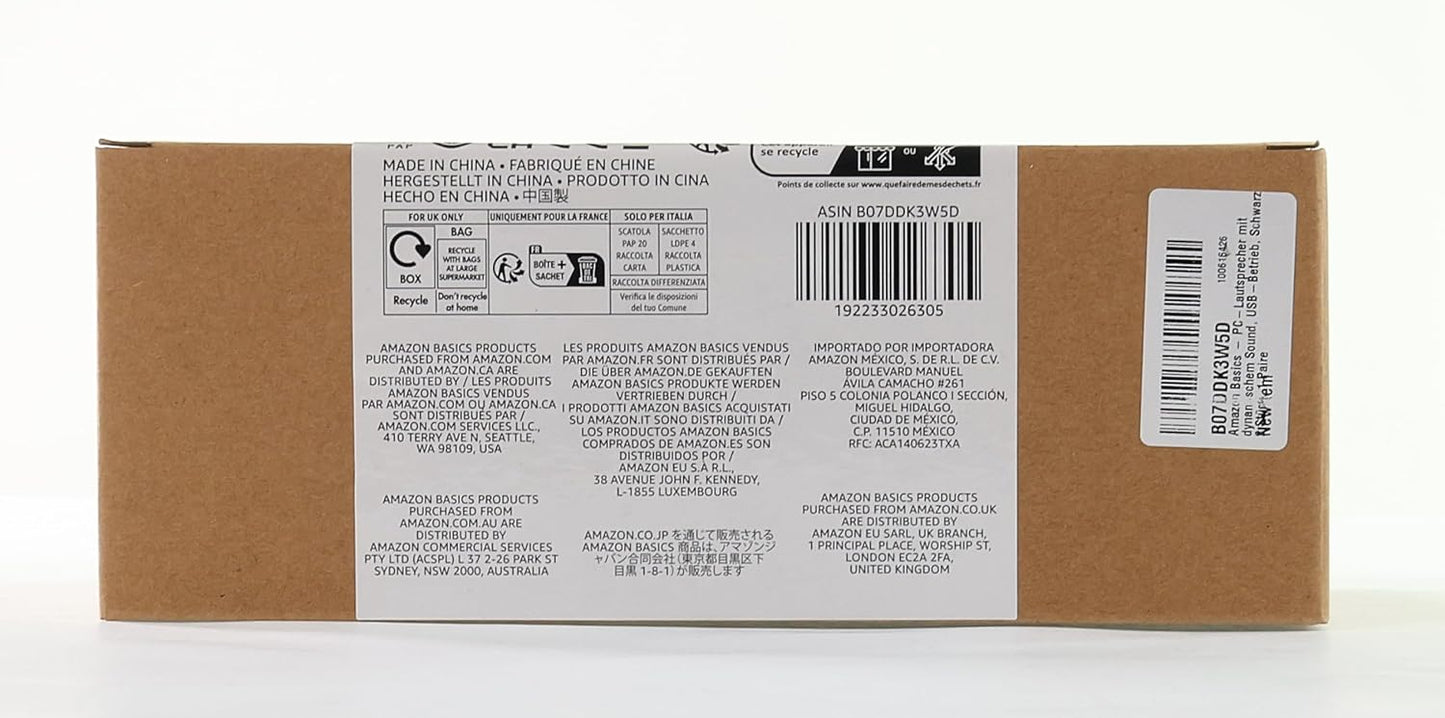 PAP
se recycle
OU
Points de collecte sur www.quefairedemesdechets.fr
MADE IN CHINA • FABRIQUÉ EN CHINE
HERGESTELLT IN CHINA • PRODOTTO IN CINA
HECHO EN CHINA • 中国製
FOR UK ONLY
BOX
Recycle
BAG
RECYCLE
WITH BAGS
AT LARGE
SUPERMARKET
Don't recycle
at home
UNIQUEMENT POUR LA FRANCE
FR
BOÎTE +
SACHET
BAC
DE
TRI
SOLO PER ITALIA
SCATOLA
PAP 20
RACCOLTA
CARTA
SACCHETTO
LDPE 4
RACCOLTA
PLASTICA
RACCOLTA DIFFERENZIATA
Verifica le disposizioni
del tuo Comune
ASIN B07DDK3W5D
192233026305
AMAZON BASICS PRODUCTS
PURCHASED FROM AMAZON.COM
AND AMAZON.CA ARE
DISTRIBUTED BY / LES PRODUITS
AMAZON BASICS VENDUS
PAR AMAZON.COM OU AMAZON.CA
SONT DISTRIBUÉS PAR /
AMAZON.COM SERVICES LLC.,
410 TERRY AVE N, SEATTLE,
WA 98109, USA
LES PRODUITS AMAZON BASICS VENDUS
PAR AMAZON.FR SONT DISTRIBUÉS PAR /
DIE ÜBER AMAZON.DE GEKAUFTEN
AMAZON BASICS PRODUKTE WERDEN
VERTRIEBEN DURCH /
I PRODOTTI AMAZON BASICS ACQUISTATI
SU AMAZON.IT SONO DISTRIBUITI DA /
LOS PRODUCTOS AMAZON BASICS
COMPRADOS DE AMAZON.ES SON
DISTRIBUIDOS POR /
AMAZON EU S.À R.L.,
38 AVENUE JOHN F. KENNEDY,
L-1855 LUXEMBOURG
IMPORTADO POR IMPORTADORA
AMAZON MÉXICO, S. DE R.L. DE C.V.
BOULEVARD MANUEL
ÁVILA CAMACHO #261
PISO 5 COLONIA POLANCO I SECCIÓN,
MIGUEL HIDALGO,
CIUDAD DE MÉXICO,
C.P. 11510 MÉXICO
RFC: ACA140623TXA
AMAZON BASICS PRODUCTS
PURCHASED FROM
AMAZON.COM.AU ARE
DISTRIBUTED BY
AMAZON COMMERCIAL SERVICES
PTY LTD (ACSPL) L 37 2-26 PARK ST
SYDNEY, NSW 2000, AUSTRALIA
AMAZON.CO.JP を通じて販売される
AMAZON BASICS 商品は、アマゾンジ
ャパン合同会社（東京都目黒区下
目黒 1-8-1）が販売します
AMAZON BASICS PRODUCTS
PURCHASED FROM AMAZON.CO.UK
ARE DISTRIBUTED BY
AMAZON EU SARL, UK BRANCH,
1 PRINCIPAL PLACE, WORSHIP ST,
LONDON EC2A 2FA,
UNITED KINGDOM
B07DDK3W5D
Amazon Basics – PC – Lautsprecher mit
dynamischem Sound, USB – Betrieb, Schwarz
Paire
New